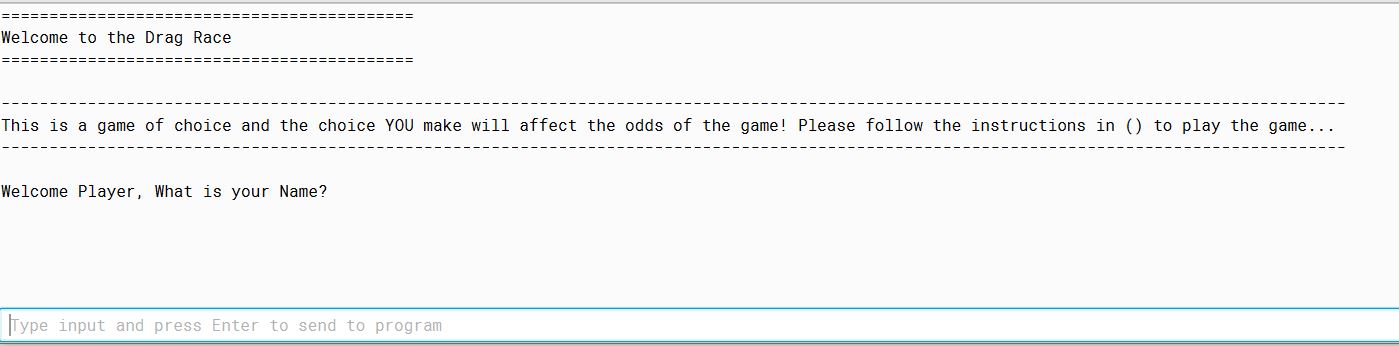 ===========================================
Welcome to the Drag Race
===========================================
--------------------------------------------------------------------------------------------------------------------------------------------
This is a game of choice and the choice YOU make will affect the odds of the game! Please follow the instructions in () to play the game...
--------------------------------------------------------------------------------------------------------------------------------------------
Welcome Player, What is your Name?
Type input and press Enter to send to program